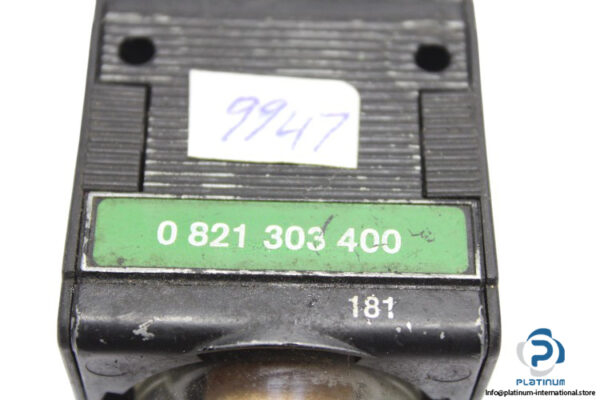 9947
0 821 303 400
181
PLATINUM
info@platinum-international.store